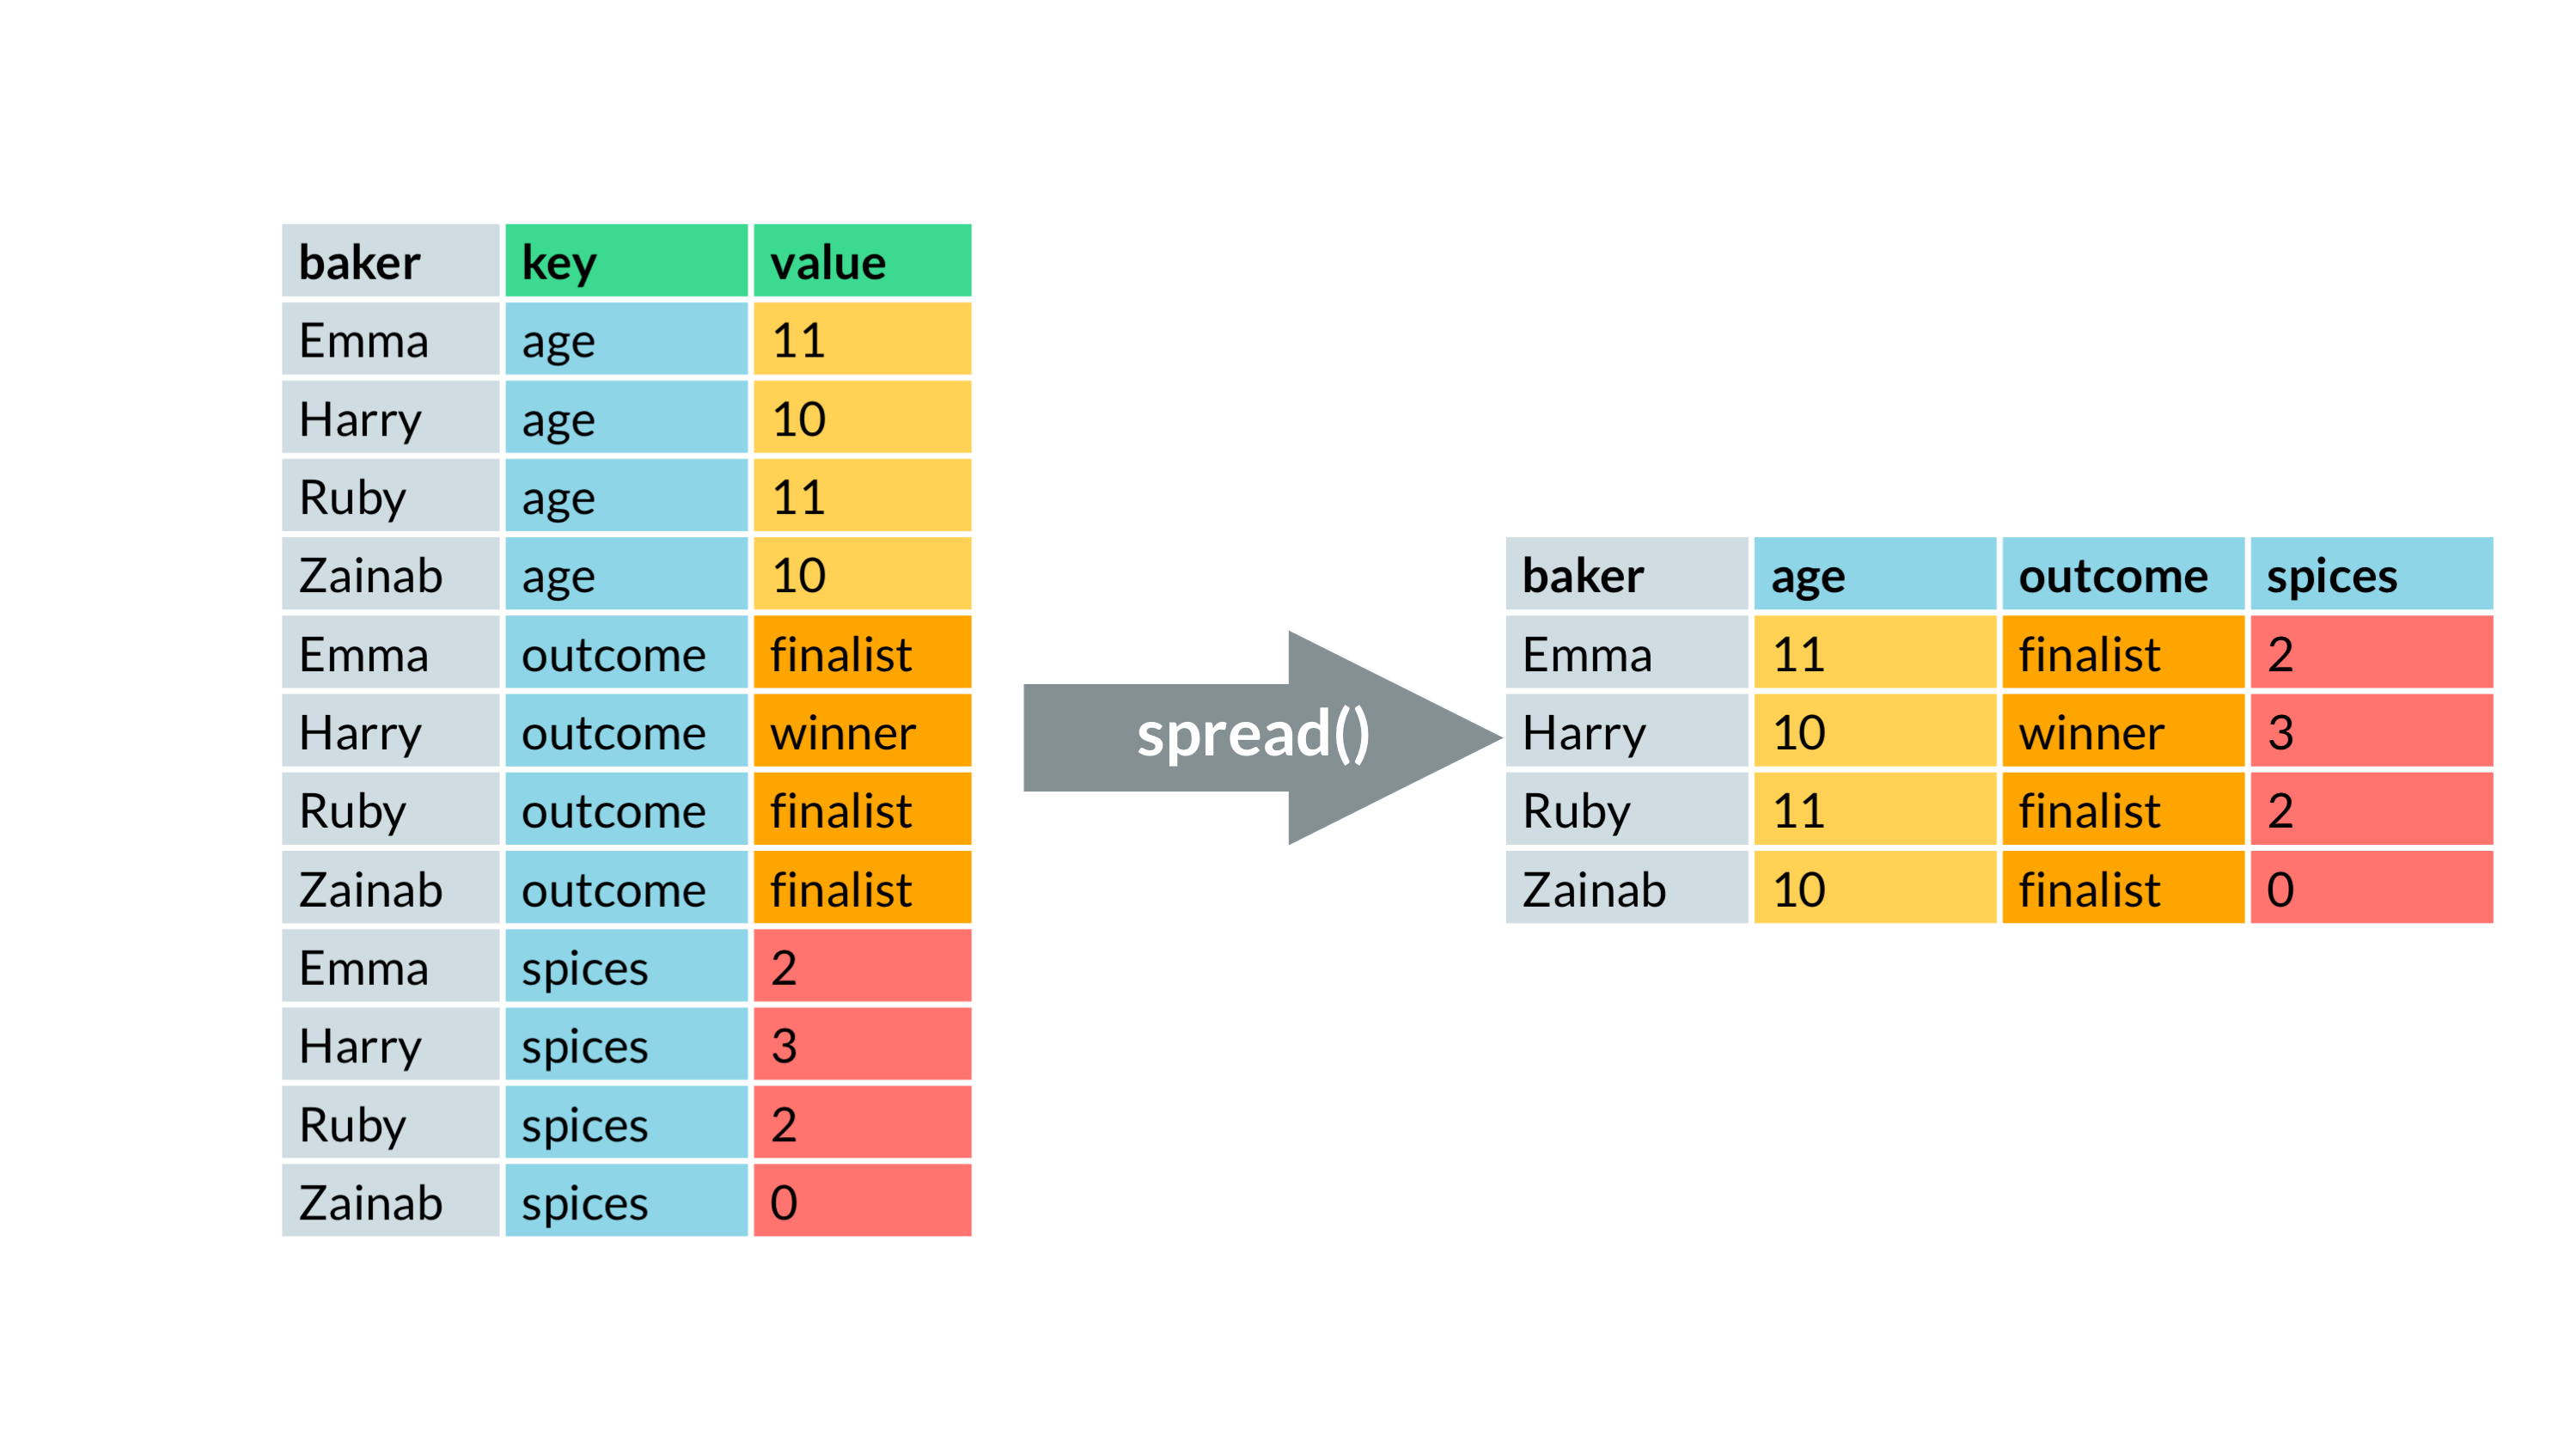 baker key value
Emma age 11
Harry age 10
Ruby age 11
Zainab age 10
Emma outcome finalist
Harry outcome winner
Ruby outcome finalist
Zainab outcome finalist
Emma spices 2
Harry spices 3
Ruby spices 2
Zainab spices 0
spread()
baker age outcome spices
Emma 11 finalist 2
Harry 10 winner 3
Ruby 11 finalist 2
Zainab 10 finalist 0